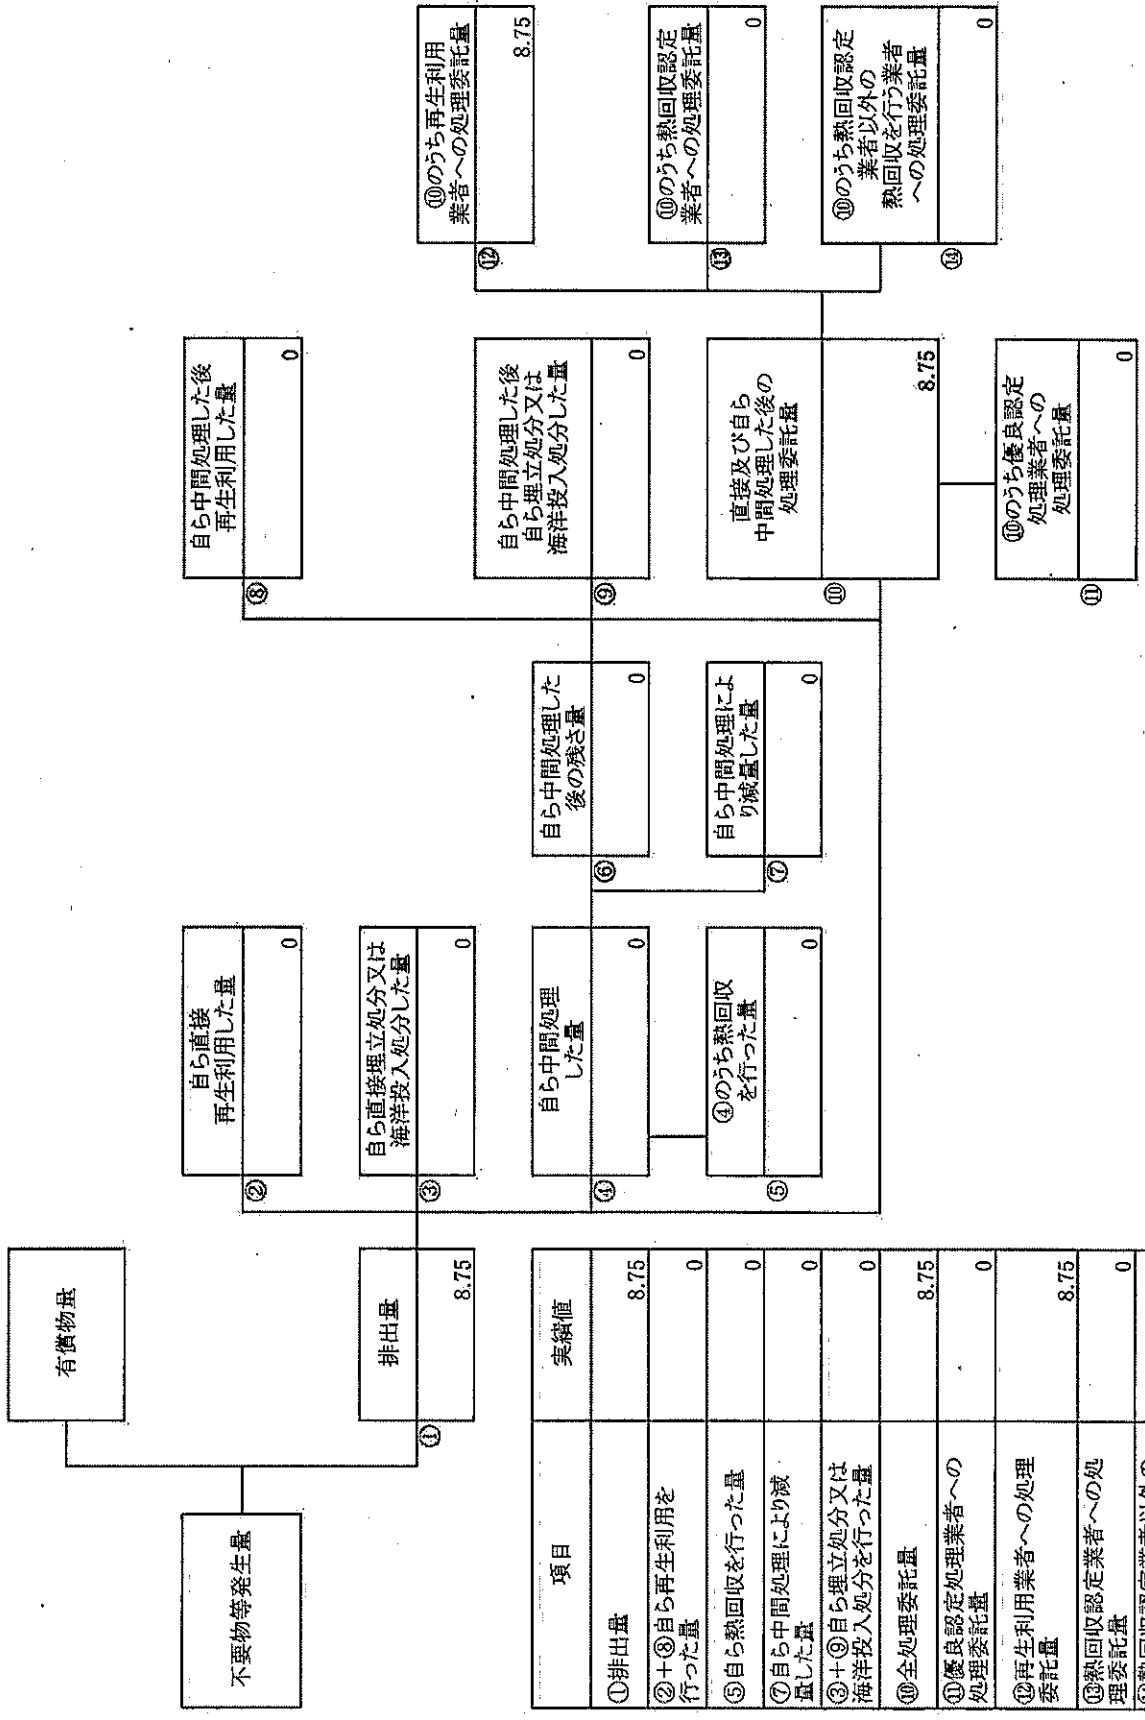 不要物等発生量
有償物量
排出量
①
8.75
自ら直接
再生利用した量
②
0
自ら直接埋立処分又は
海洋投入処分した量
③
0
自ら中間処理
した量
④
0
④のうち熱回収
を行った量
⑤
0
自ら中間処理した
後の残さ量
⑥
0
自ら中間処理によ
り減量した量
⑦
0
自ら中間処理した後
再生利用した量
⑧
0
自ら中間処理した後
自ら埋立処分又は
海洋投入処分した量
⑨
0
直接及び自ら
中間処理した後の
処理委託量
⑩
8.75
⑩のうち優良認定
処理業者への
処理委託量
⑪
0
⑩のうち再生利用
業者への処理委託量
⑫
8.75
⑩のうち熱回収認定
業者への処理委託量
⑬
0
⑩のうち熱回収認定
業者以外の
熱回収を行う業者
への処理委託量
⑭
0
項目 実績値
①排出量 8.75
②+⑧自ら再生利用を
行った量 0
⑤自ら熱回収を行った量 0
⑦自ら中間処理により減
量した量 0
③+⑨自ら埋立処分又は
海洋投入処分を行った量 0
⑩全処理委託量 8.75
⑪優良認定処理業者への
処理委託量 0
⑫再生利用業者への処理
委託量 8.75
⑬熱回収認定業者への処
理委託量 0